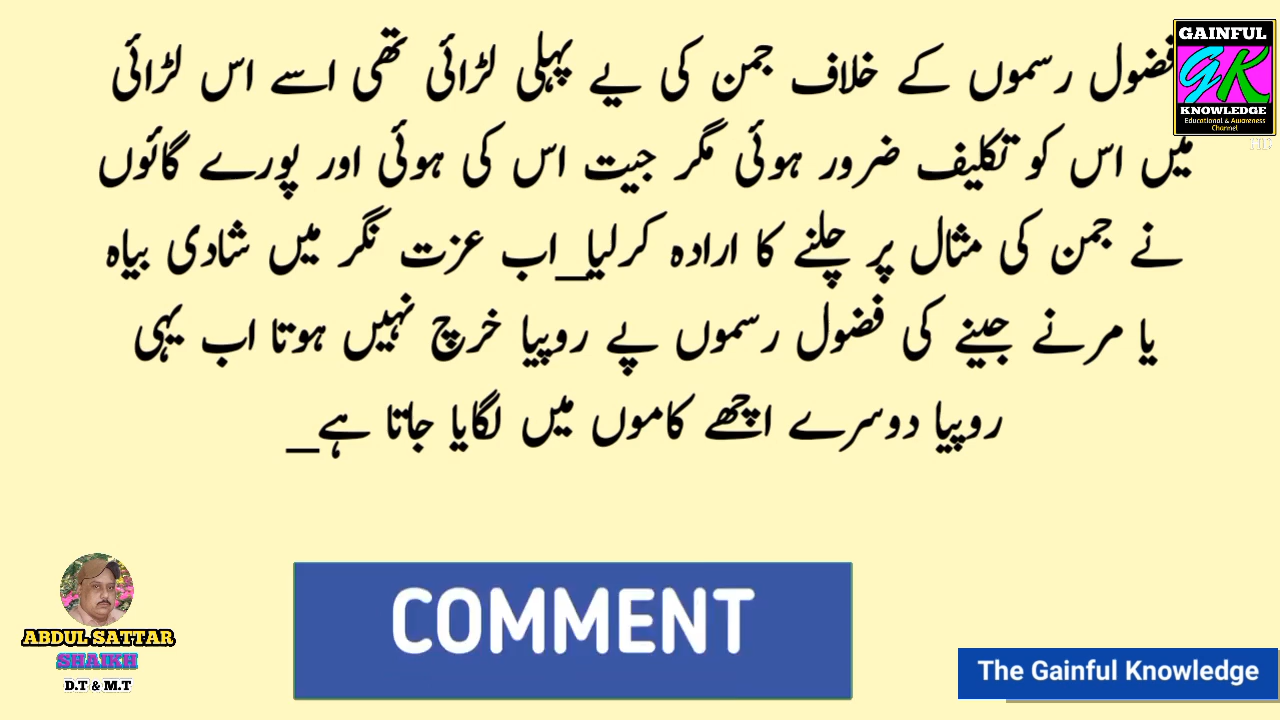 فضول رسموں کے خلاف جمن کی یے پہلی لڑائی تھی اسے اس لڑائی
میں اس کو تکلیف ضرور ہوئی مگر جیت اس کی ہوئی اور پورے گائوں
نے جمن کی مثال پر چلنے کا ارادہ کرلیا_اب عزت نگر میں شادی بیاہ
یا مرنے جینے کی فضول رسموں پے روپیا خرچ نہیں ہوتا اب یہی
روپیا دوسرے اچھے کاموں میں لگایا جاتا ہے_
GAINFUL
GK
KNOWLEDGE
Educational & Awareness
Channel
ABDUL SATTAR
SHAIKH
D.T & M.T
COMMENT
The Gainful Knowledge